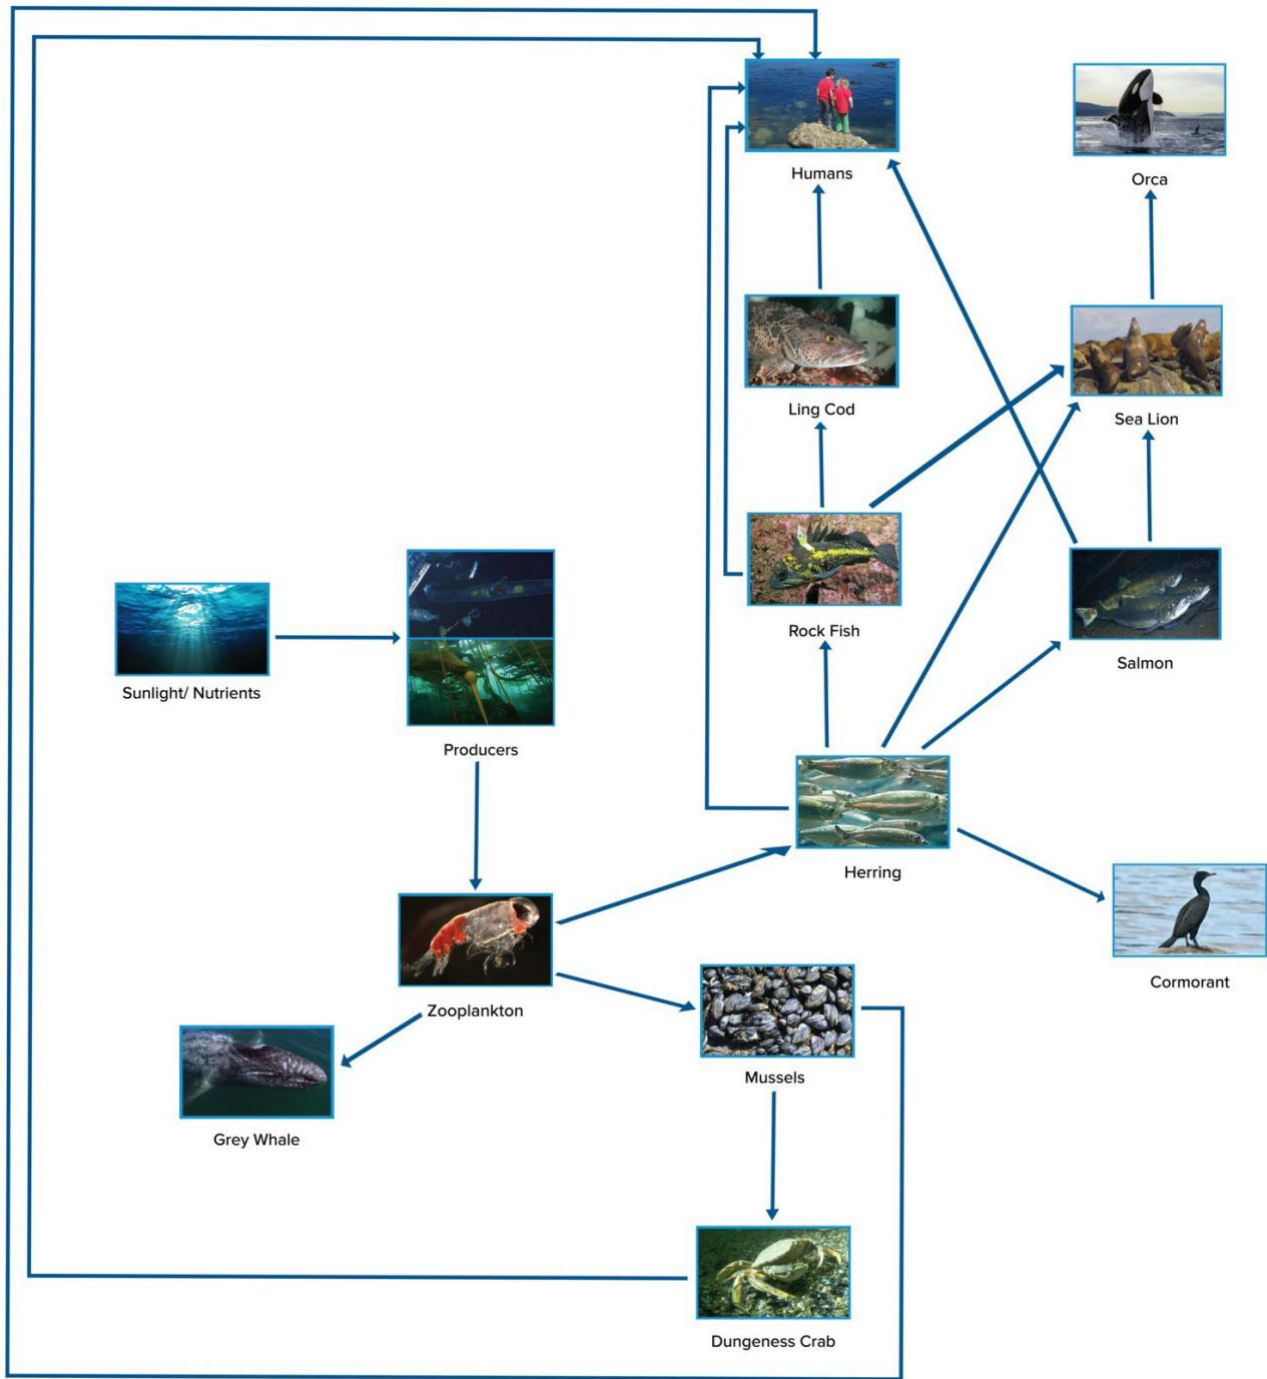 Humans
Orca
Ling Cod
Sea Lion
Rock Fish
Salmon
Sunlight/ Nutrients
Producers
Herring
Cormorant
Zooplankton
Mussels
Grey Whale
Dungeness Crab